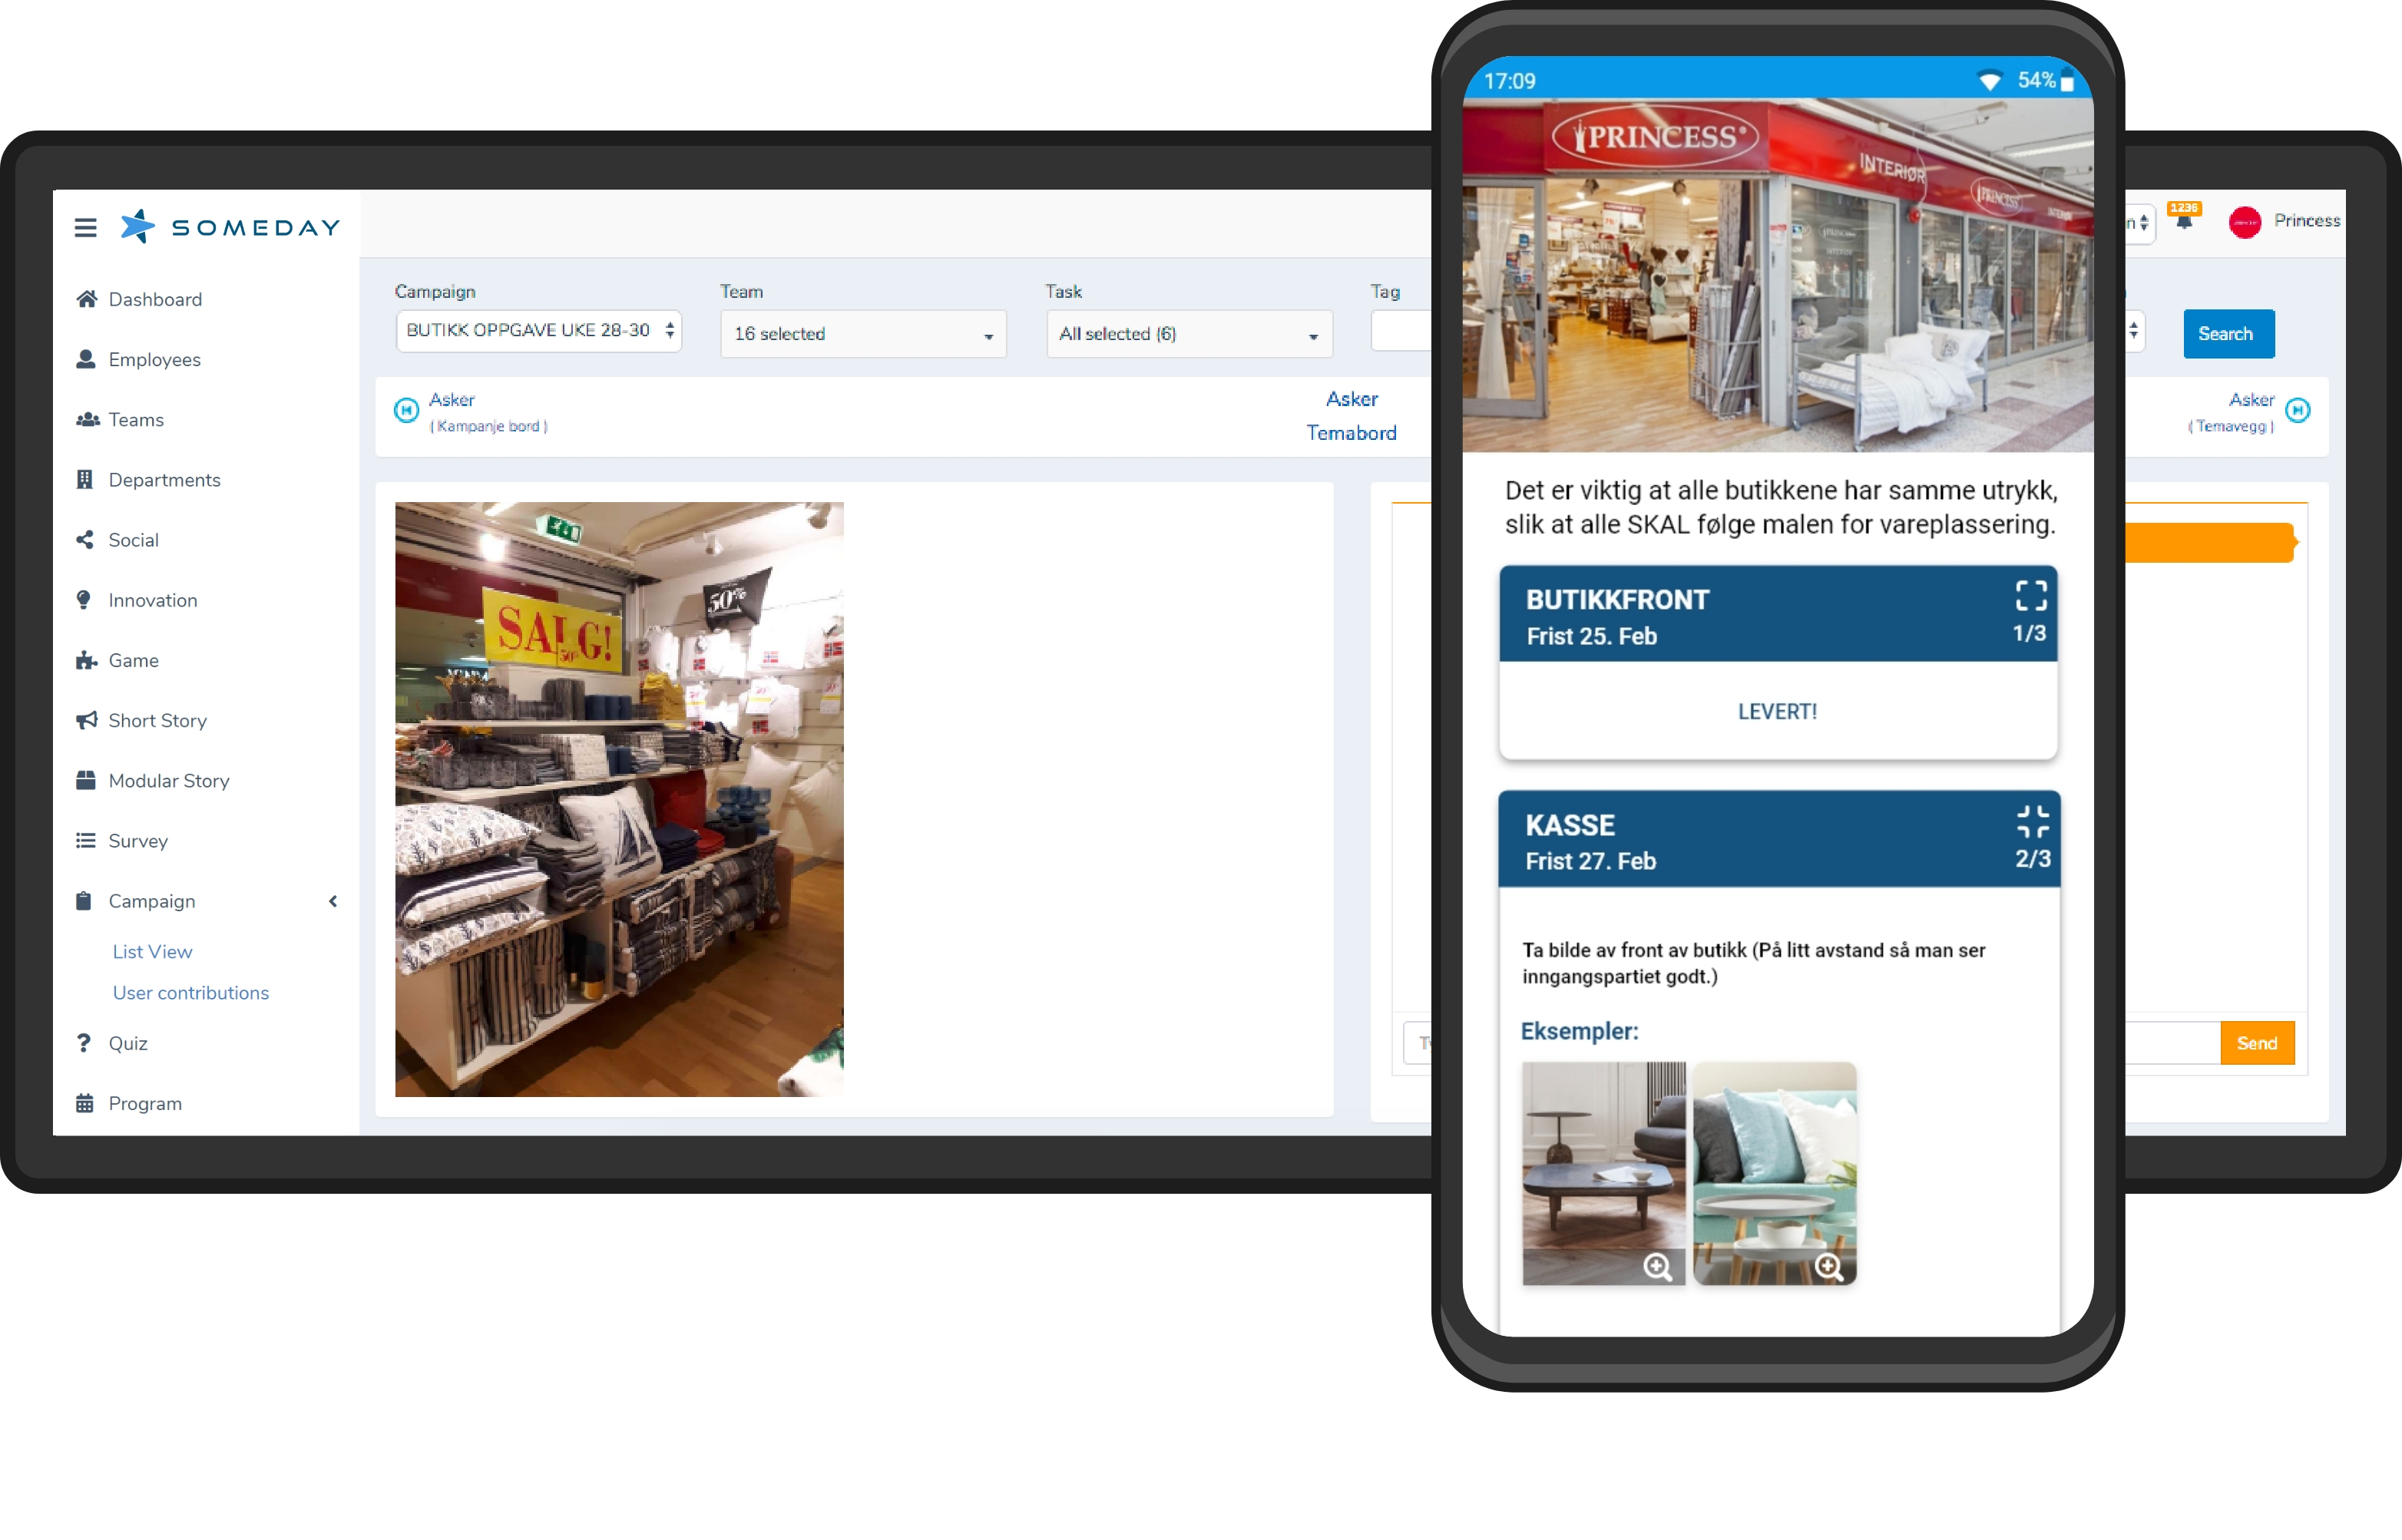 SOMEDAY
Dashboard
Employees
Teams
Departments
Social
Innovation
Game
Short Story
Modular Story
Survey
Campaign
List View
User contributions
Quiz
Program
1236
Princess
Campaign
Team
Task
Tag
BUTIKK OPPGAVE UKE 28-30
16 selected
All selected (6)
Search
Asker
( Kampanje bord )
Asker
Temabord
Asker
( Temavegg )
SALG!
50%
50%
Send
17:09
54%
PRINCESS®
INTERIØR
PRINCESS
Det er viktig at alle butikkene har samme utrykk,
slik at alle SKAL følge malen for vareplassering.
BUTIKKFRONT
Frist 25. Feb
1/3
LEVERT!
KASSE
Frist 27. Feb
2/3
Ta bilde av front av butikk (På litt avstand så man ser
inngangspartiet godt.)
Eksempler: